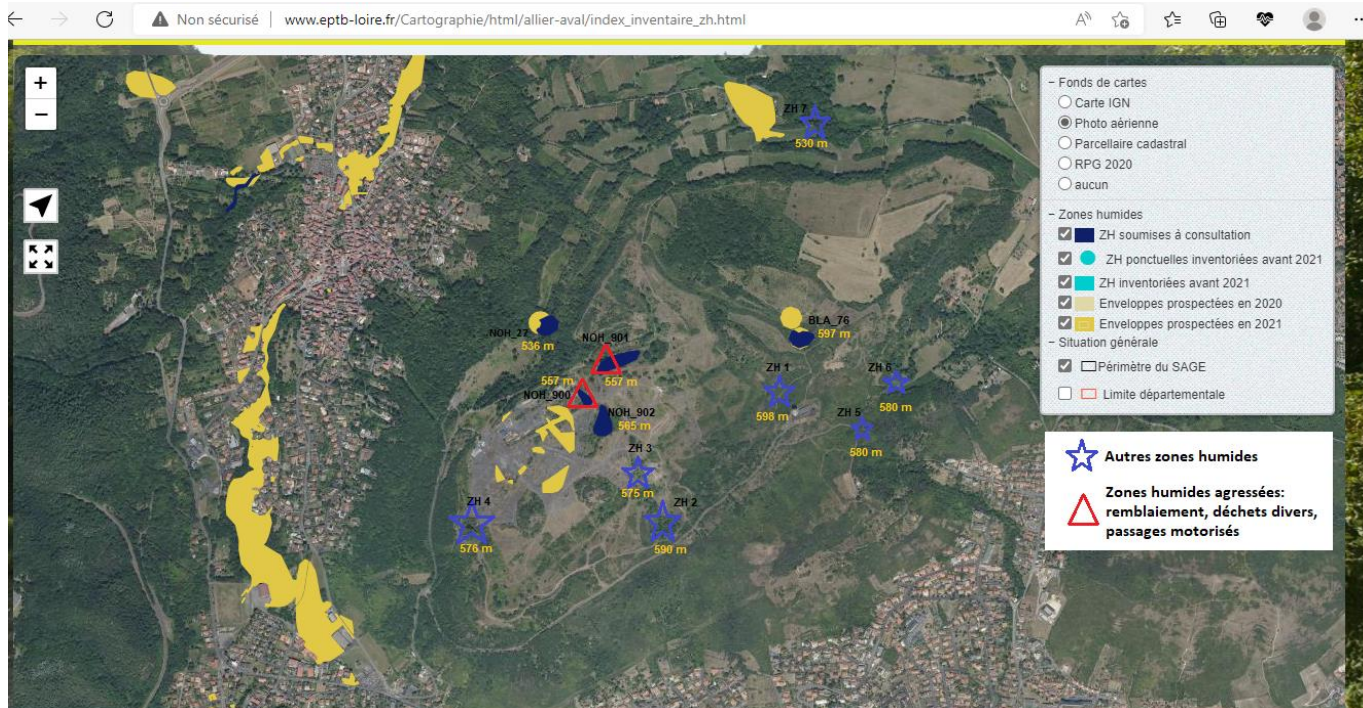 Non sécurisé | www.eptb-loire.fr/Cartographie/html/allier-aval/index_inventaire_zh.html
+
−
− Fonds de cartes
Carte IGN
Photo aérienne
Parcellaire cadastral
RPG 2020
aucun
− Zones humides
ZH soumises à consultation
ZH ponctuelles inventoriées avant 2021
ZH inventoriées avant 2021
Enveloppes prospectées en 2020
Enveloppes prospectées en 2021
− Situation générale
Périmètre du SAGE
Limite départementale
Autres zones humides
Zones humides agressées:
remblaiement, déchets divers,
passages motorisés
ZH 7
530 m
NOH_27
536 m
NOH_901
557 m
BLA_76
597 m
557 m
NOH_900
NOH_902
565 m
ZH 1
598 m
ZH 6
580 m
ZH 5
580 m
ZH 3
575 m
ZH 4
576 m
ZH 2
590 m